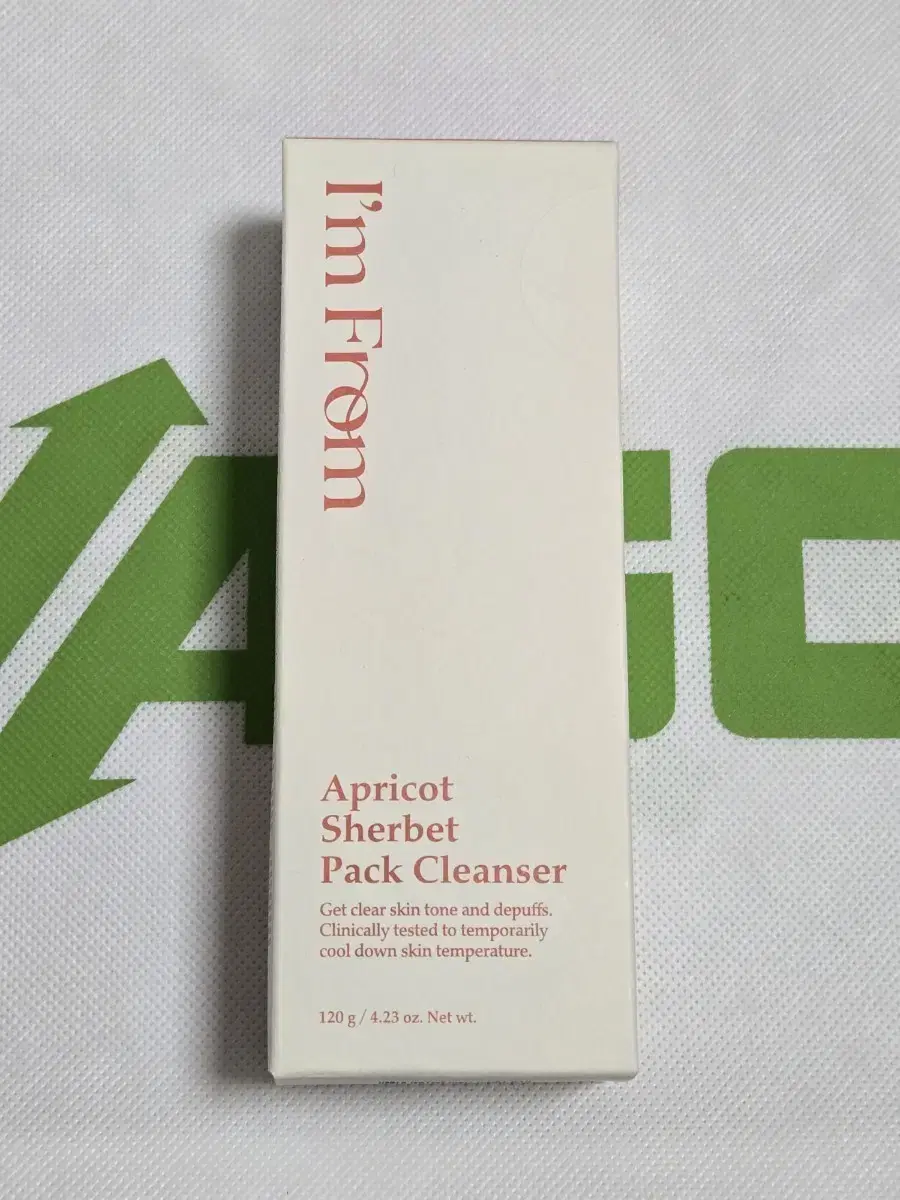 I'm From
Apricot
Sherbet
Pack Cleanser
Get clear skin tone and depuffs.
Clinically tested to temporarily
cool down skin temperature.
120 g / 4.23 oz. Net wt.